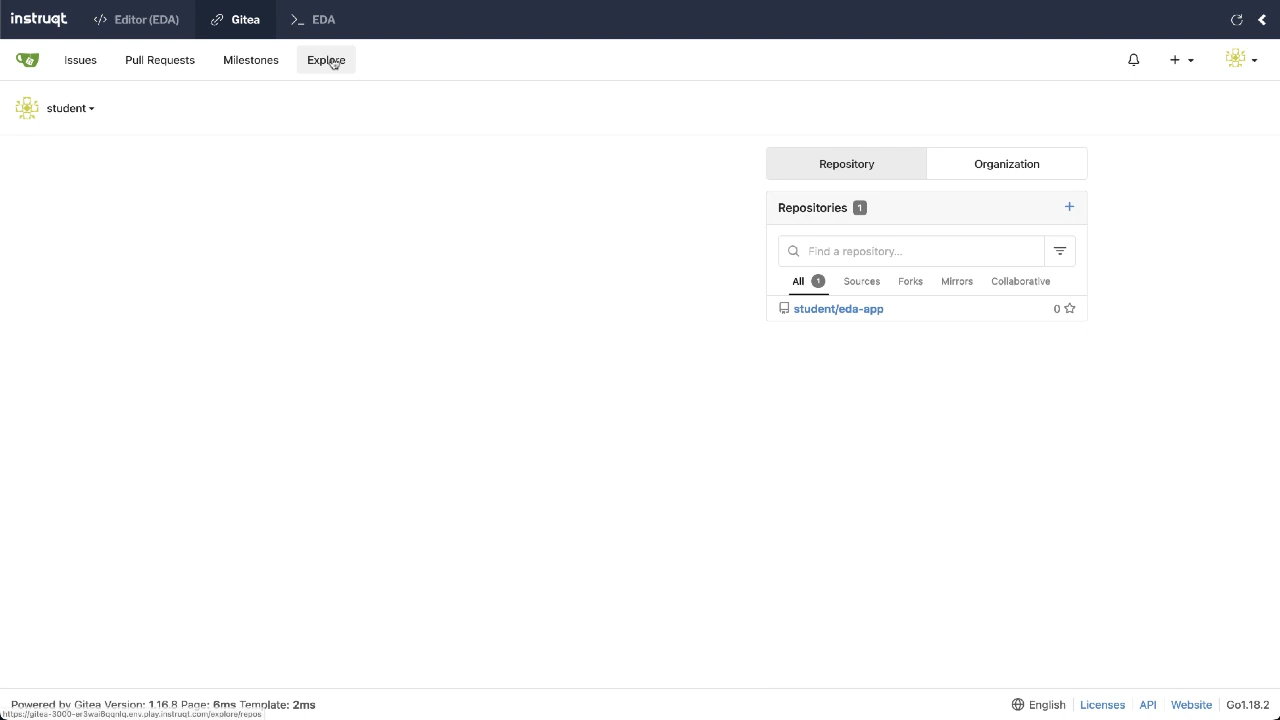 instruqt
Editor (EDA)
Gitea
EDA
Issues
Pull Requests
Milestones
Explore
student
Repository
Organization
Repositories 1
Find a repository...
All 1
Sources
Forks
Mirrors
Collaborative
student/eda-app
0
Powered by Gitea Version: 1.16.8 Page: 6ms Template: 2ms
English
Licenses
API
Website
Go1.18.2